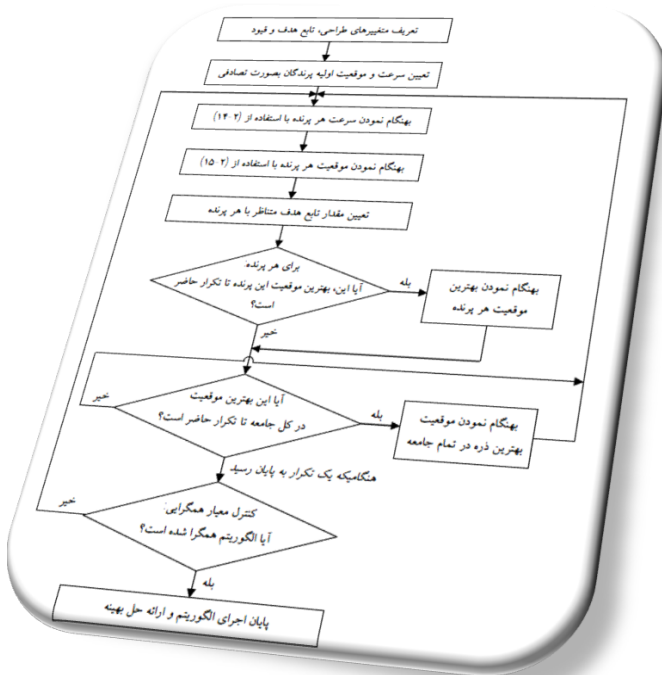 تعریف متغییرهای طراحی، تابع هدف و قیود
تعیین سرعت و موقعیت اولیه پرندگان بصورت تصادفی
بهنگام نمودن سرعت هر پرنده با استفاده از (۲-۱۴)
بهنگام نمودن موقعیت هر پرنده با استفاده از (۲-۱۵)
تعیین مقدار تابع هدف متناظر با هر پرنده
برای هر پرنده:
آیا این، بهترین موقعیت این پرنده تا تکرار حاضر
است؟
بله
بهنگام نمودن بهترین
موقعیت هر پرنده
خیر
آیا این بهترین موقعیت
در کل جامعه تا تکرار حاضر است؟
خیر
بله
بهنگام نمودن موقعیت
بهترین ذره در تمام جامعه
هنگامیکه یک تکرار به پایان رسید
کنترل معیار همگرایی:
آیا الگوریتم همگرا شده است؟
خیر
بله
پایان اجرای الگوریتم و ارائه حل بهینه